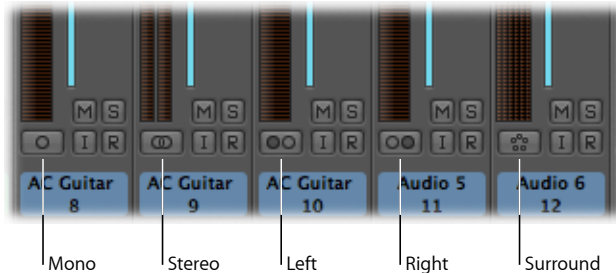 M S M S M S M S M S
I R I R I R I R I R
AC Guitar AC Guitar AC Guitar Audio 5 Audio 6
8 9 10 11 12
Mono Stereo Left Right Surround